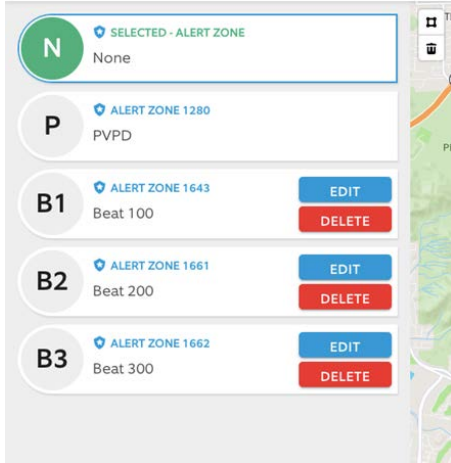 N
SELECTED - ALERT ZONE
None
P
ALERT ZONE 1280
PVPD
B1
ALERT ZONE 1643
Beat 100
EDIT
DELETE
B2
ALERT ZONE 1661
Beat 200
EDIT
DELETE
B3
ALERT ZONE 1662
Beat 300
EDIT
DELETE